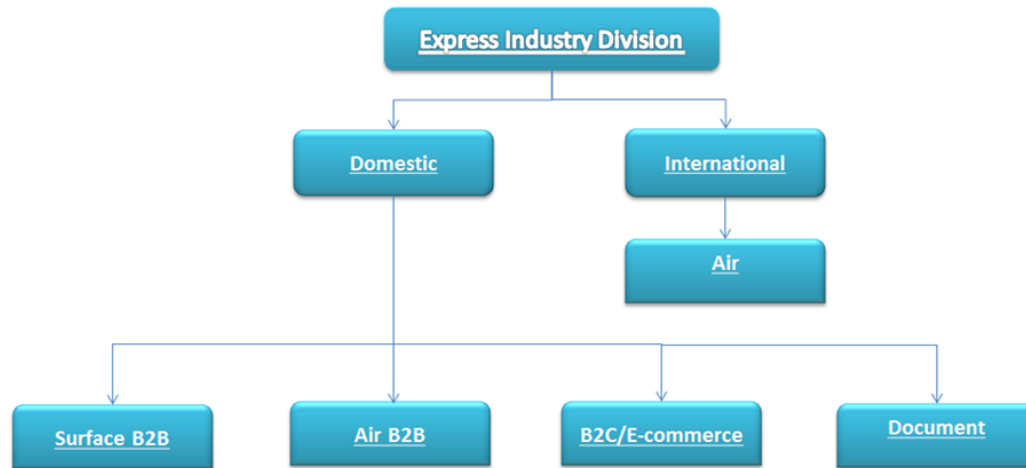 Express Industry Division
Domestic
International
Air
Surface B2B
Air B2B
B2C/E-commerce
Document